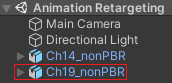 Animation Retargeting
Main Camera
Directional Light
Ch14_nonPBR
Ch19_nonPBR